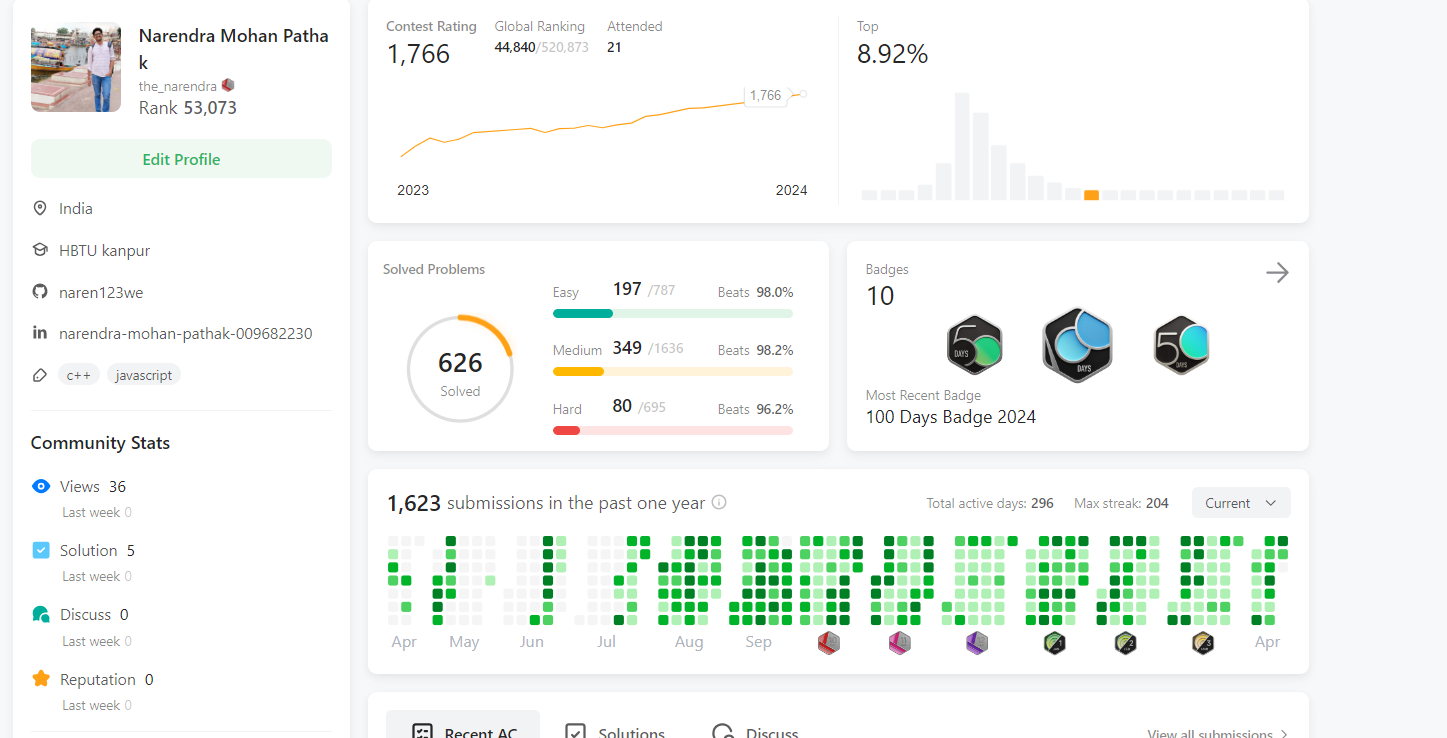 Narendra Mohan Patha
k
the_narendra
Rank 53,073
Edit Profile
India
HBTU kanpur
naren123we
narendra-mohan-pathak-009682230
c++ javascript
Community Stats
Views 36
Last week 0
Solution 5
Last week 0
Discuss 0
Last week 0
Reputation 0
Last week 0
Contest Rating Global Ranking Attended
1,766 44,840/520,873 21
1,766
2023 2024
Top
8.92%
Solved Problems
626
Solved
Easy 197 /787 Beats 98.0%
Medium 349 /1636 Beats 98.2%
Hard 80 /695 Beats 96.2%
Badges
10
50 DAYS
100 DAYS
50 DAYS
Most Recent Badge
100 Days Badge 2024
1,623 submissions in the past one year Total active days: 296 Max streak: 204 Current
Apr May Jun Jul Aug Sep Apr
Recent AC Solutions Discuss View all submissions